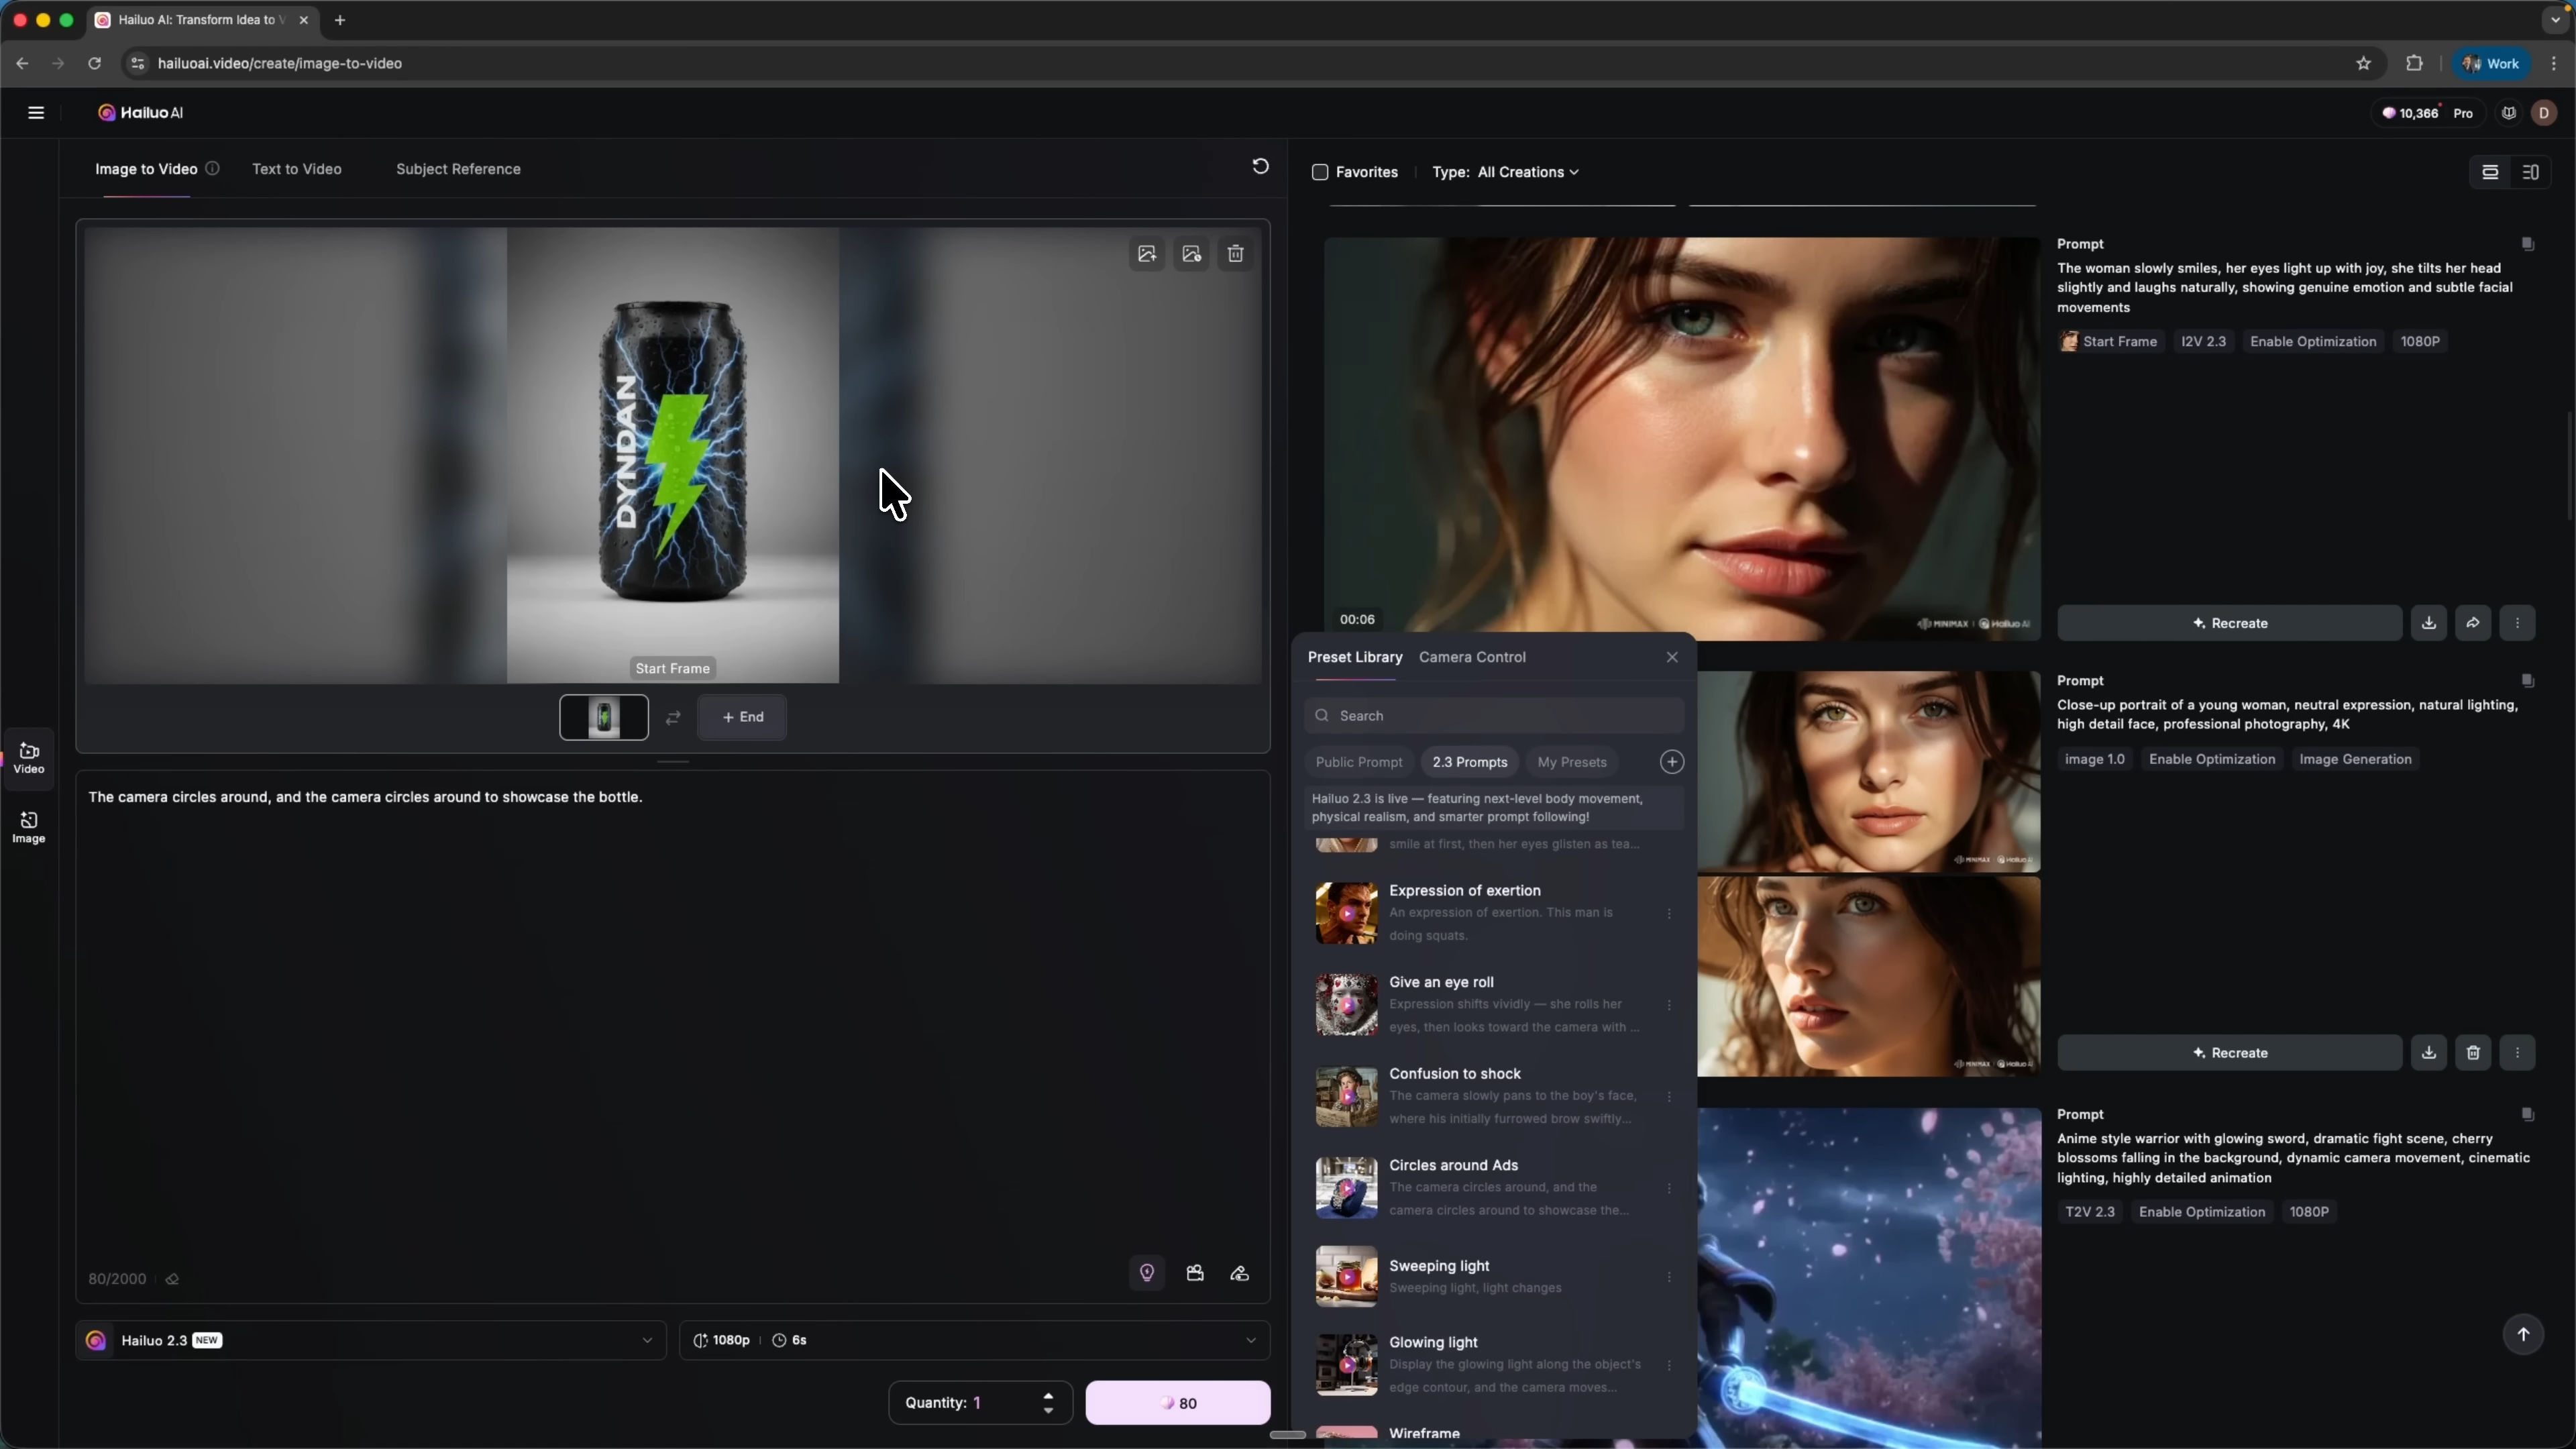 Hailuo AI: Transform Idea to V
hailuoai.video/create/image-to-video
Work
Hailuo AI
10,366
Pro
D
Image to Video
Text to Video
Subject Reference
DYNDAN
Start Frame
+ End
Video
Image
The camera circles around, and the camera circles around to showcase the bottle.
80/2000
Hailuo 2.3 NEW
1080p
6s
Quantity: 1
80
Favorites
Type: All Creations
00:06
MINIMAX | Hailuo AI
Prompt
The woman slowly smiles, her eyes light up with joy, she tilts her head
slightly and laughs naturally, showing genuine emotion and subtle facial
movements
Start Frame
I2V 2.3
Enable Optimization
1080P
Recreate
Preset Library
Camera Control
Search
Public Prompt
2.3 Prompts
My Presets
Hailuo 2.3 is live — featuring next-level body movement,
physical realism, and smarter prompt following!
smile at first, then her eyes glisten as tea...
Expression of exertion
An expression of exertion. This man is
doing squats.
Give an eye roll
Expression shifts vividly — she rolls her
eyes, then looks toward the camera with ...
Confusion to shock
The camera slowly pans to the boy's face,
where his initially furrowed brow swiftly...
Circles around Ads
The camera circles around, and the
camera circles around to showcase the...
Sweeping light
Sweeping light, light changes
Glowing light
Display the glowing light along the object's
edge contour, and the camera moves...
Wireframe
MINIMAX | Hailuo AI
MINIMAX | Hailuo AI
Prompt
Close-up portrait of a young woman, neutral expression, natural lighting,
high detail face, professional photography, 4K
image 1.0
Enable Optimization
Image Generation
Recreate
Prompt
Anime style warrior with glowing sword, dramatic fight scene, cherry
blossoms falling in the background, dynamic camera movement, cinematic
lighting, highly detailed animation
T2V 2.3
Enable Optimization
1080P